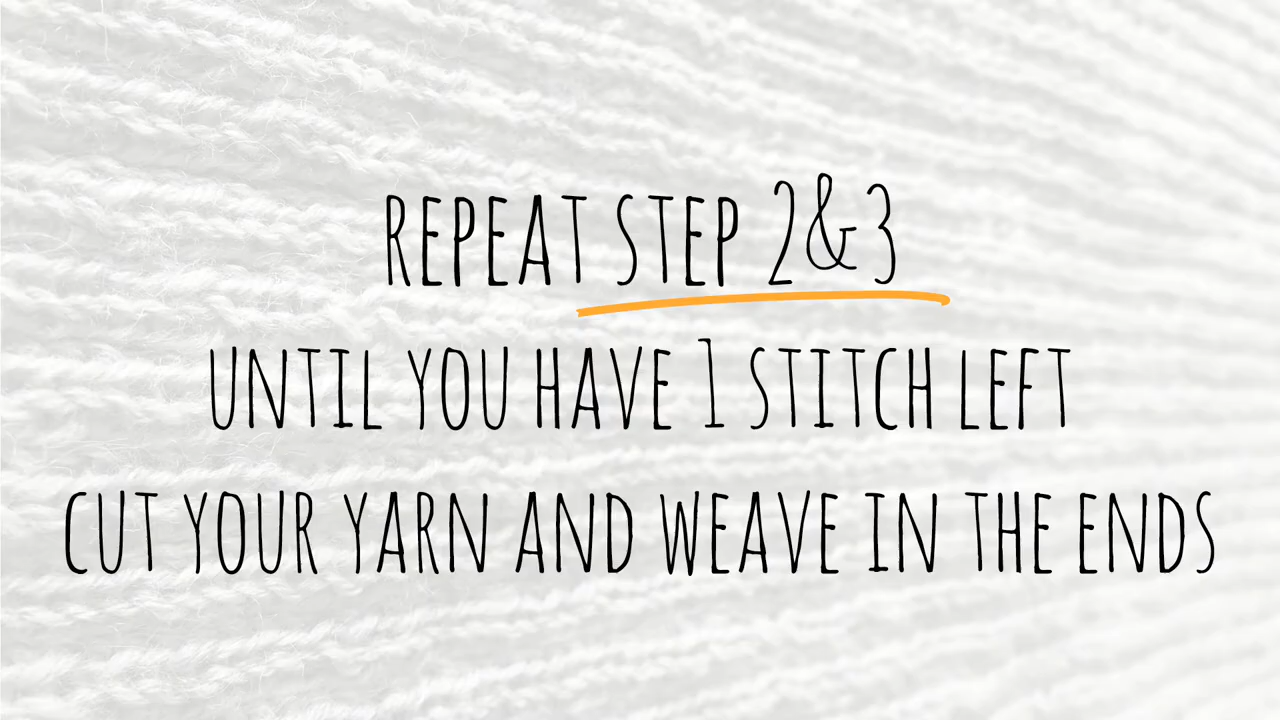 REPEAT STEP 2&3
UNTIL YOU HAVE 1 STITCH LEFT
CUT YOUR YARN AND WEAVE IN THE ENDS